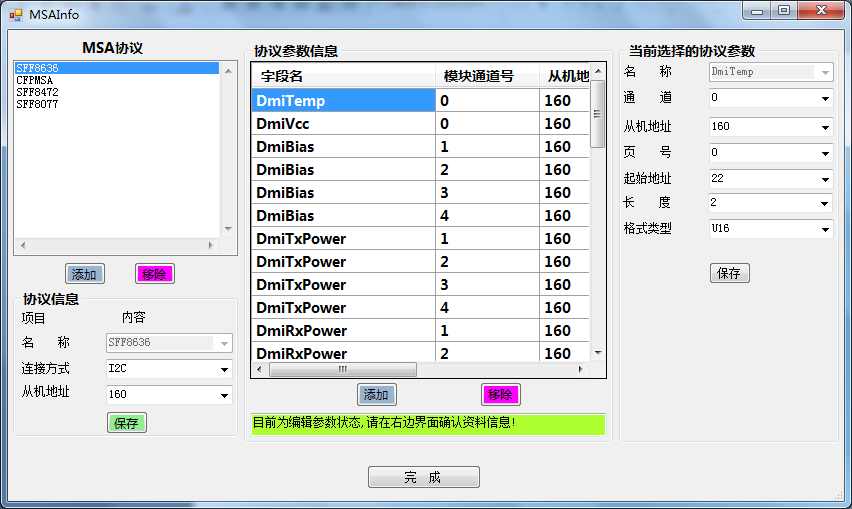 MSAInfo
MSA协议
SFF8636
CFPMSA
SFF8472
SFF8077
添加 移除
协议信息
项目 内容
名 称 SFF8636
连接方式 I2C
从机地址 160
保存
协议参数信息
字段名 模块通道号 从机地
DmiTemp 0 160
DmiVcc 0 160
DmiBias 1 160
DmiBias 2 160
DmiBias 3 160
DmiBias 4 160
DmiTxPower 1 160
DmiTxPower 2 160
DmiTxPower 3 160
DmiTxPower 4 160
DmiRxPower 1 160
DmiRxPower 2 160
添加 移除
目前为编辑参数状态,请在右边界面确认资料信息!
当前选择的协议参数
名 称 DmiTemp
通 道 0
从机地址 160
页 号 0
起始地址 22
长 度 2
格式类型 U16
保存
完 成